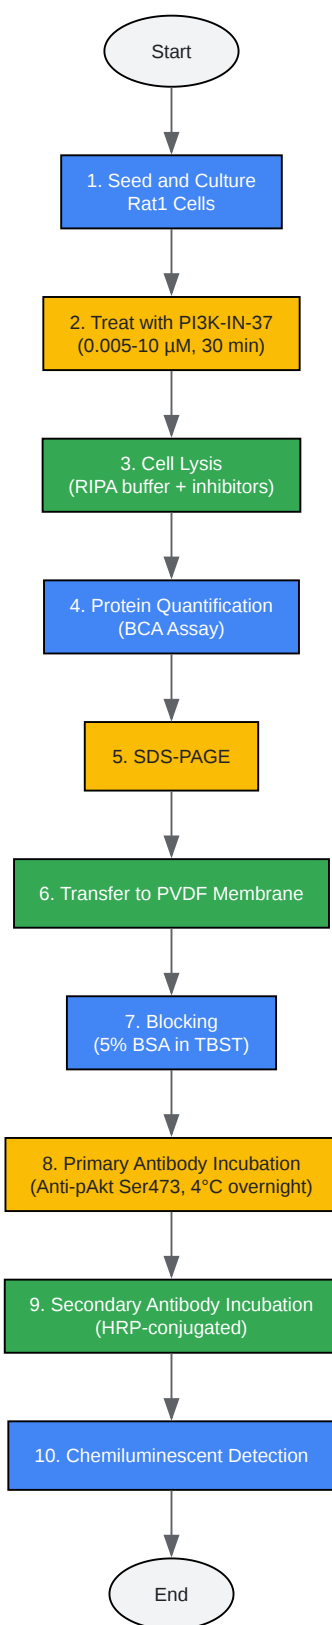 Start
1. Seed and Culture
Rat1 Cells
2. Treat with PI3K-IN-37
(0.005-10 µM, 30 min)
3. Cell Lysis
(RIPA buffer + inhibitors)
4. Protein Quantification
(BCA Assay)
5. SDS-PAGE
6. Transfer to PVDF Membrane
7. Blocking
(5% BSA in TBST)
8. Primary Antibody Incubation
(Anti-pAkt Ser473, 4°C overnight)
9. Secondary Antibody Incubation
(HRP-conjugated)
10. Chemiluminescent Detection
End